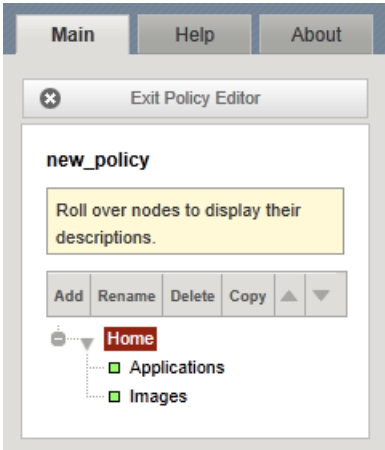 Main Help About
Exit Policy Editor
new_policy
Roll over nodes to display their
descriptions.
Add Rename Delete Copy
Home
Applications
Images